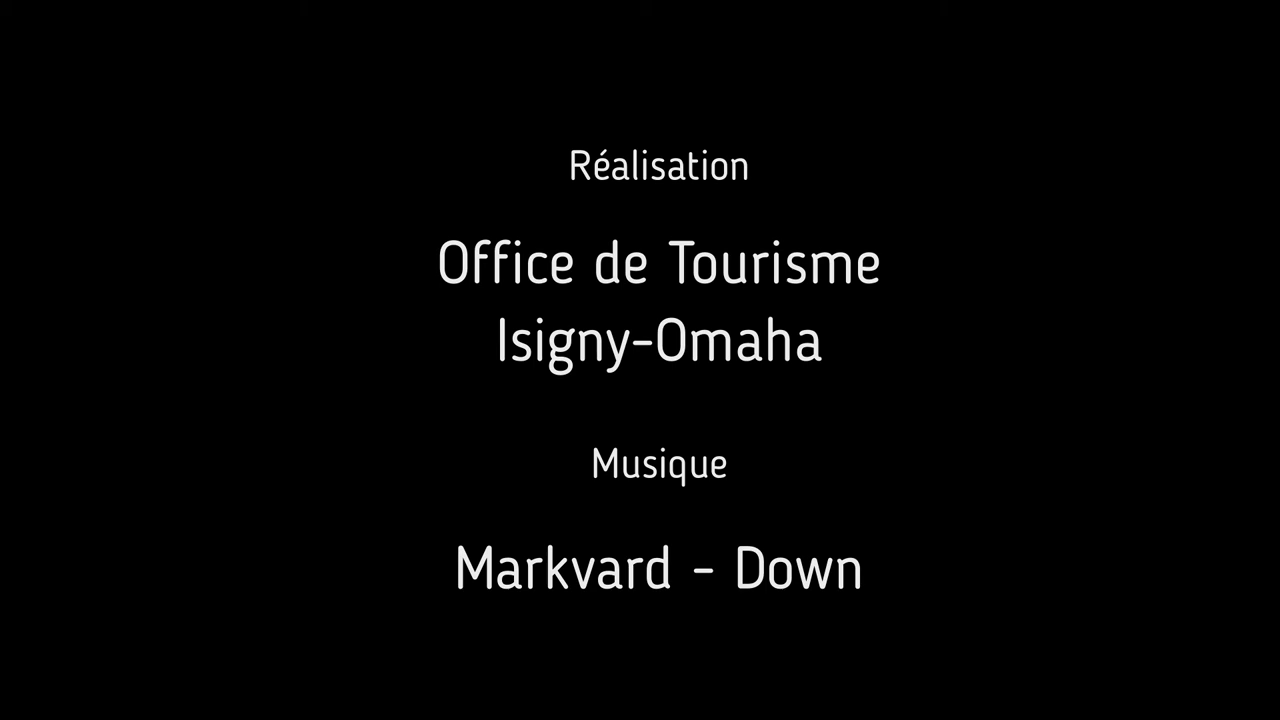 Réalisation
Office de Tourisme
Isigny-Omaha
Musique
Markvard - Down